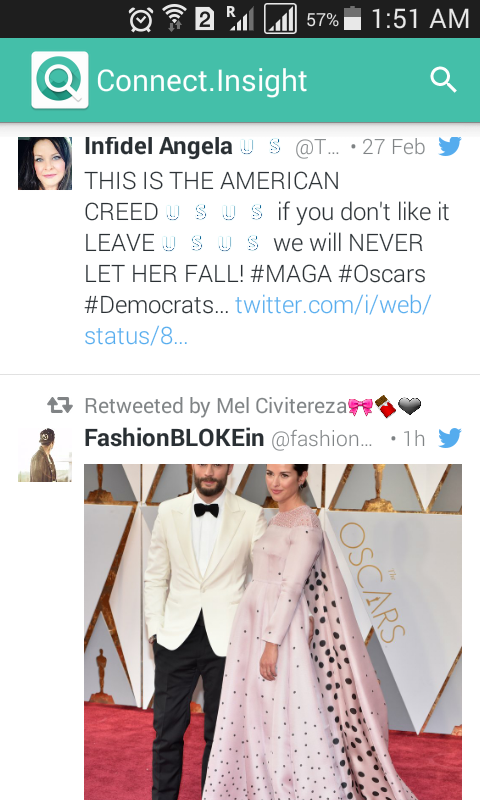 2 R 57% 1:51 AM
Connect.Insight
Infidel Angela U S @T... • 27 Feb
THIS IS THE AMERICAN
CREED U S U S if you don't like it
LEAVE U S U S we will NEVER
LET HER FALL! #MAGA #Oscars
#Democrats... twitter.com/i/web/
status/8...
Retweeted by Mel Civitereza
FashionBLOKEin @fashion... • 1h
The
OSCARS